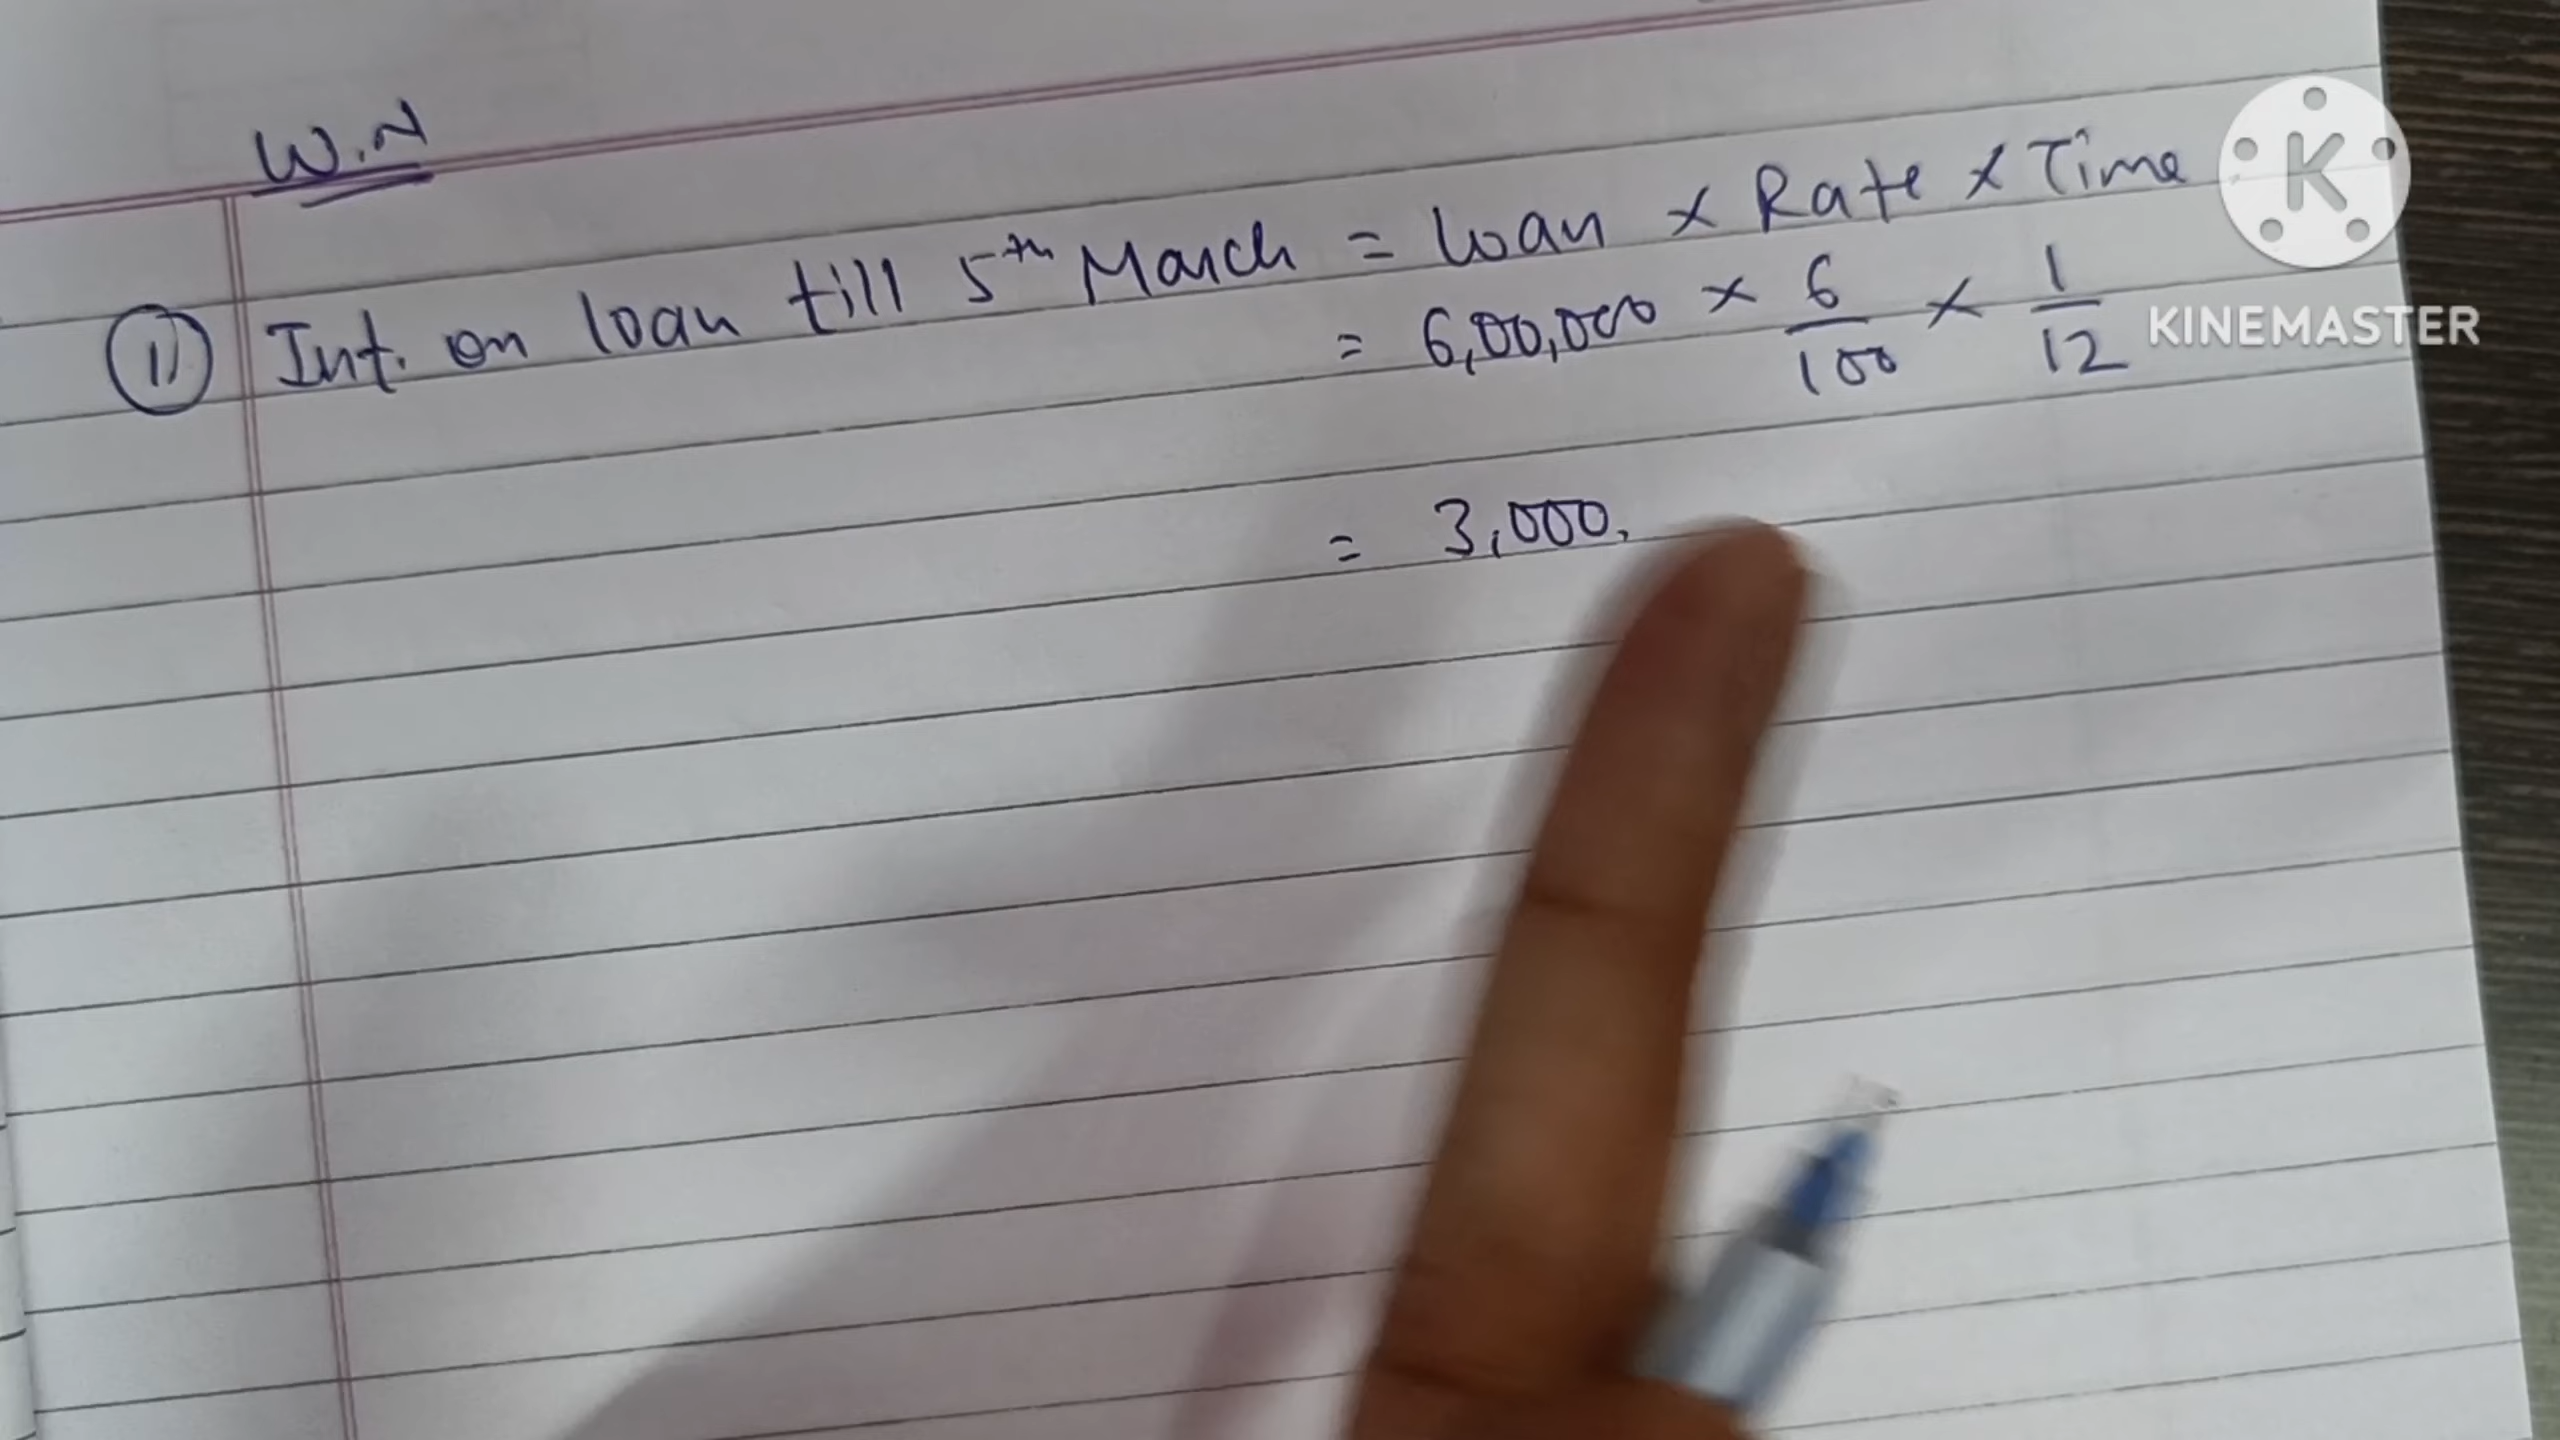 W.N
① Int. on loan till 5th March = loan × Rate × Time
= 6,00,000 × 6/100 × 1/12
= 3,000.
K
KINEMASTER